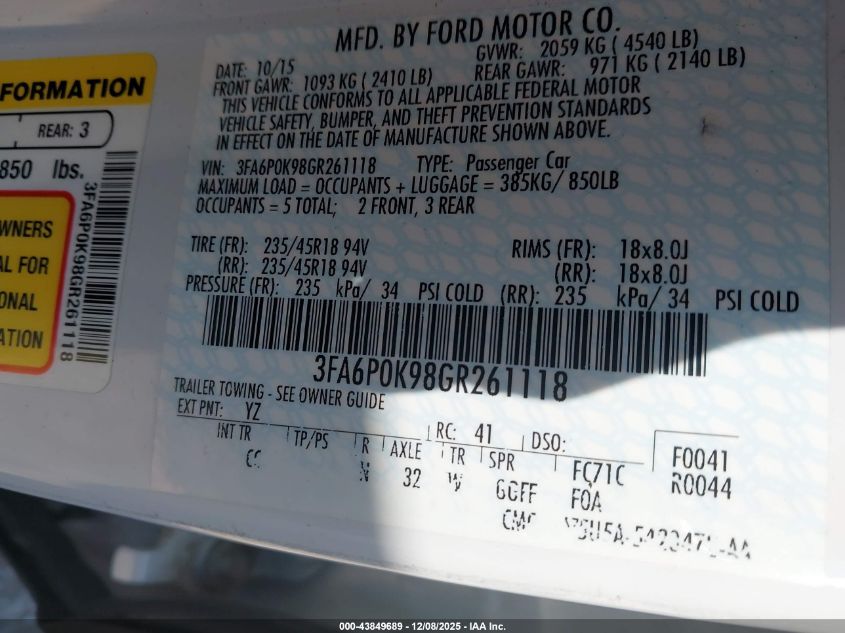 MFD. BY FORD MOTOR CO.
DATE: 10/15 GVWR: 2059 KG ( 4540 LB)
FRONT GAWR: 1093 KG ( 2410 LB) REAR GAWR: 971 KG ( 2140 LB)
THIS VEHICLE CONFORMS TO ALL APPLICABLE FEDERAL MOTOR
VEHICLE SAFETY, BUMPER, AND THEFT PREVENTION STANDARDS
IN EFFECT ON THE DATE OF MANUFACTURE SHOWN ABOVE.
VIN: 3FA6P0K98GR261118 TYPE: Passenger Car
MAXIMUM LOAD = OCCUPANTS + LUGGAGE = 385KG/ 850LB
OCCUPANTS = 5 TOTAL; 2 FRONT, 3 REAR
TIRE (FR): 235/45R18 94V RIMS (FR): 18x8.0J
(RR): 235/45R18 94V (RR): 18x8.0J
PRESSURE (FR): 235 kPa/ 34 PSI COLD (RR): 235 kPa/ 34 PSI COLD
3FA6P0K98GR261118
TRAILER TOWING - SEE OWNER GUIDE
EXT PNT: YZ RC: 41 DSO:
INT TR TP/PS R AXLE TR SPR F0041
32 W GGFF FC71C R0044
F0A
FORMATION
REAR: 3
850 lbs.
3FA6P0K98GR261118
WNERS
AL FOR
ONAL
ATION
000-43849689 - 12/08/2025 - IAA Inc.